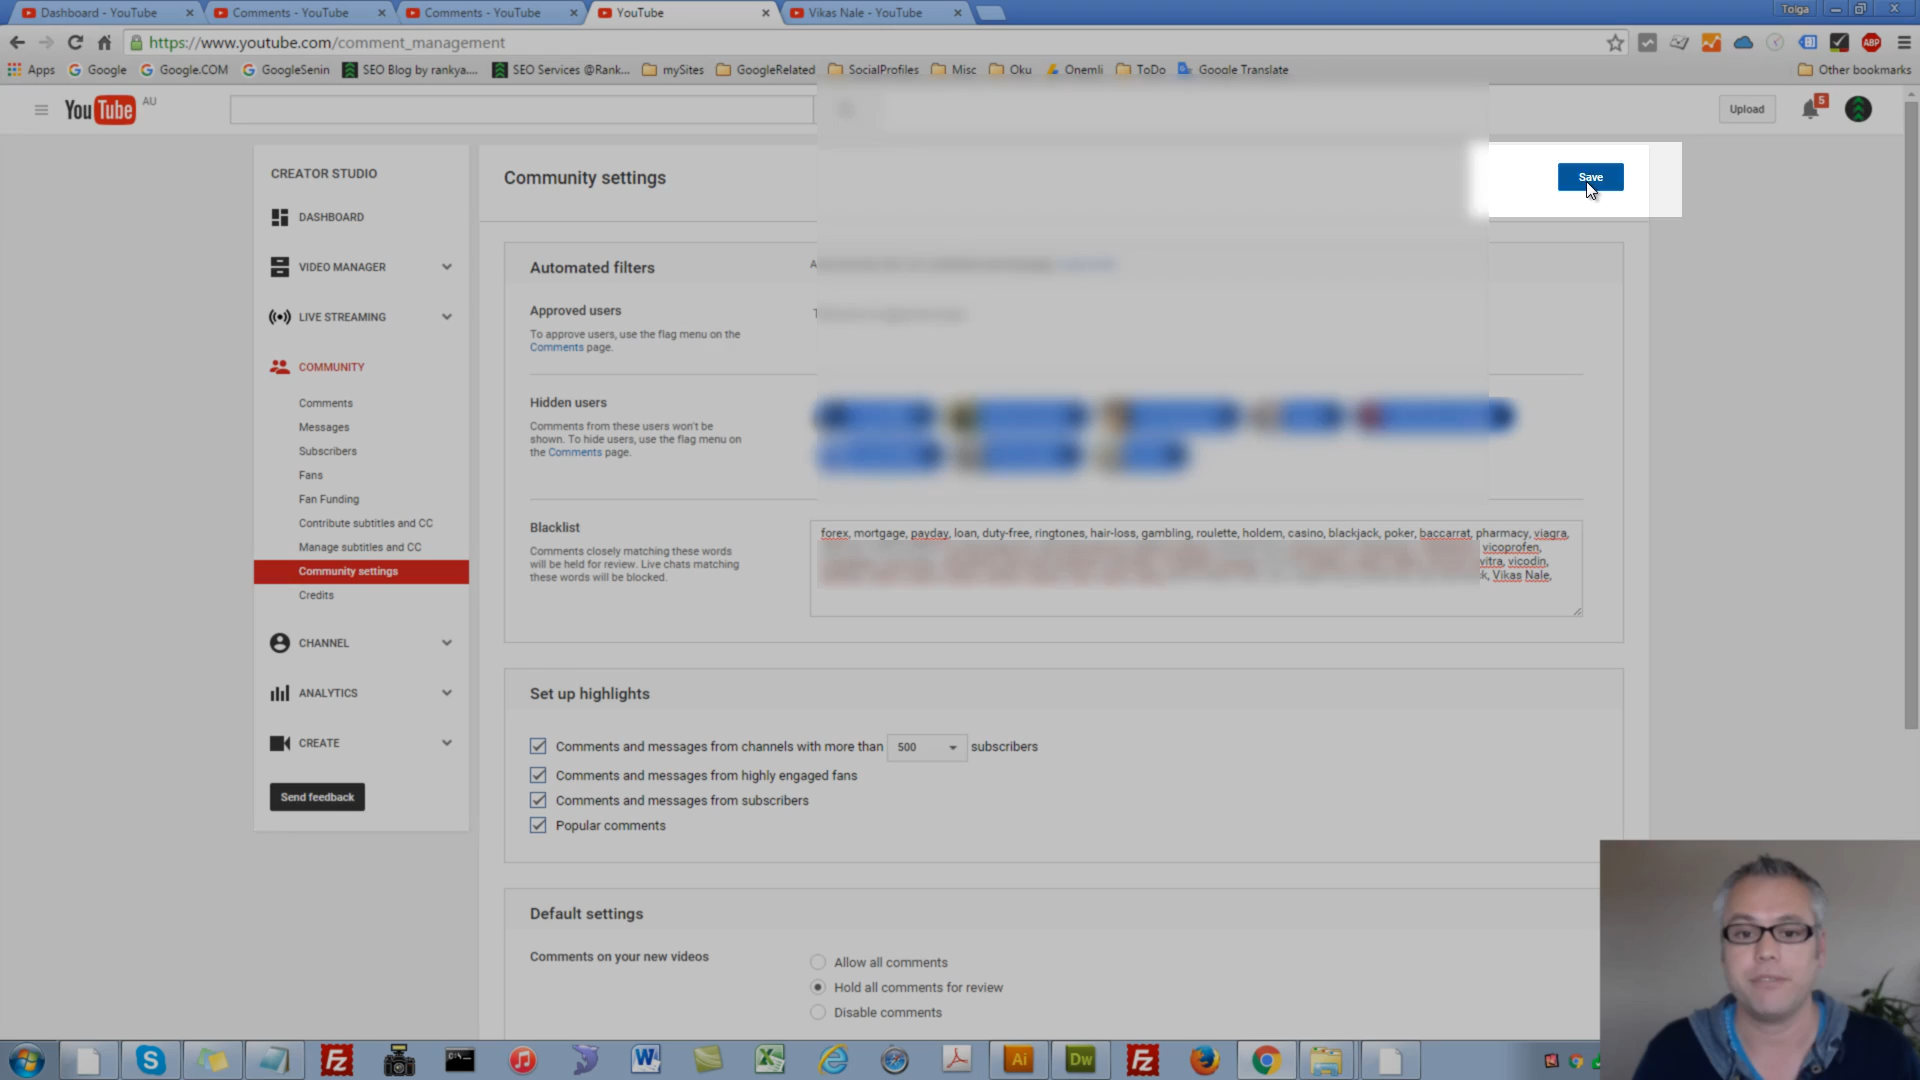 Dashboard - YouTube
Comments - YouTube
Comments - YouTube
YouTube
Vikas Nale - YouTube
Tolga
https://www.youtube.com/comment_management
Apps
Google
Google.COM
GoogleSenin
SEO Blog by rankya....
SEO Services @Rank...
mySites
GoogleRelated
SocialProfiles
Misc
Oku
Onemli
ToDo
Google Translate
Other bookmarks
ABP
YouTube AU
Upload
5
CREATOR STUDIO
DASHBOARD
VIDEO MANAGER
LIVE STREAMING
COMMUNITY
Comments
Messages
Subscribers
Fans
Fan Funding
Contribute subtitles and CC
Manage subtitles and CC
Community settings
Credits
CHANNEL
ANALYTICS
CREATE
Send feedback
Community settings
Save
Automated filters
Approved users
To approve users, use the flag menu on the
Comments page.
Hidden users
Comments from these users won't be
shown. To hide users, use the flag menu on
the Comments page.
Blacklist
Comments closely matching these words
will be held for review. Live chats matching
these words will be blocked.
forex, mortgage, payday, loan, duty-free, ringtones, hair-loss, gambling, roulette, holdem, casino, blackjack, poker, baccarrat, pharmacy, viagra,
vicoprofen,
vicodin,
Vikas Nale,
Set up highlights
Comments and messages from channels with more than 500 subscribers
Comments and messages from highly engaged fans
Comments and messages from subscribers
Popular comments
Default settings
Comments on your new videos
Allow all comments
Hold all comments for review
Disable comments
Fz
Ai
Dw
Fz